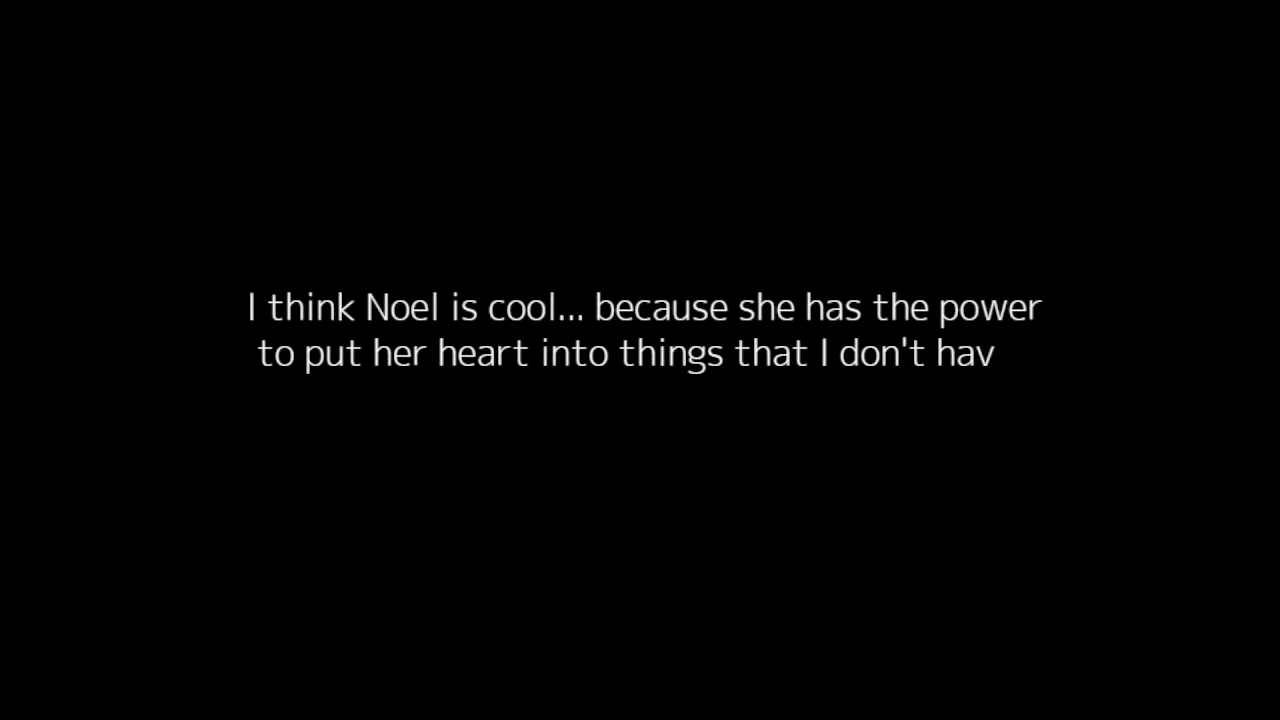 I think Noel is cool... because she has the power
to put her heart into things that I don't hav